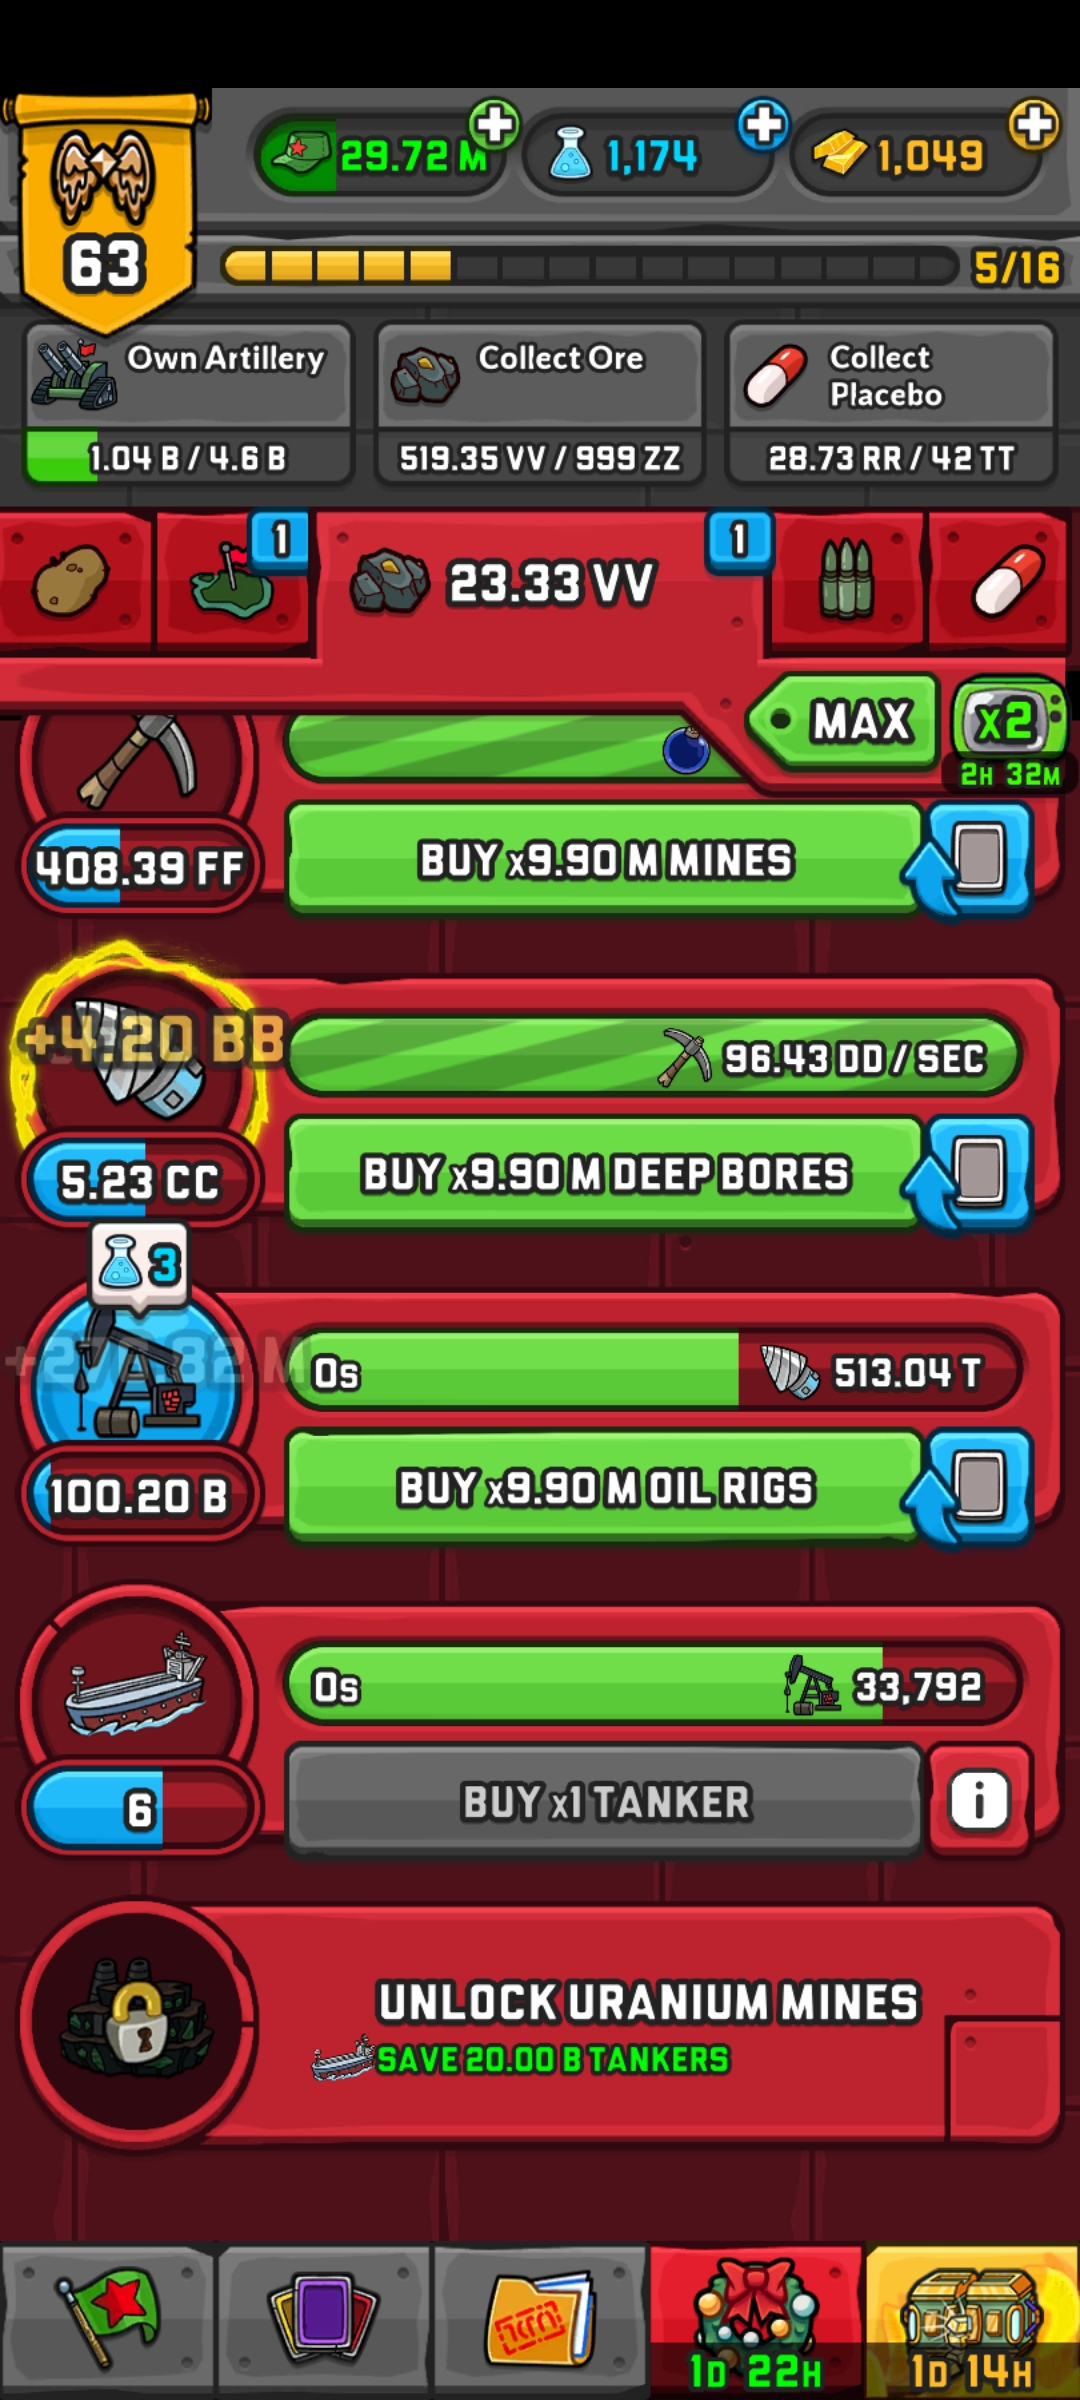 29.72 M
1,174
1,049
63
5/16
Own Artillery
Collect Ore
Collect
Placebo
1.04 B / 4.6 B
519.35 VV / 999 ZZ
28.73 RR / 42 TT
1
23.33 VV
1
MAX
x2
2H 32M
408.39 FF
BUY x9.90 M MINES
+4.20 BB
96.43 DD / SEC
5.23 CC
BUY x9.90 M DEEP BORES
3
0s
513.04 T
100.20 B
BUY x9.90 M OIL RIGS
0s
33,792
6
BUY x1 TANKER
i
UNLOCK URANIUM MINES
SAVE 20.00 B TANKERS
1D 22H
1D 14H